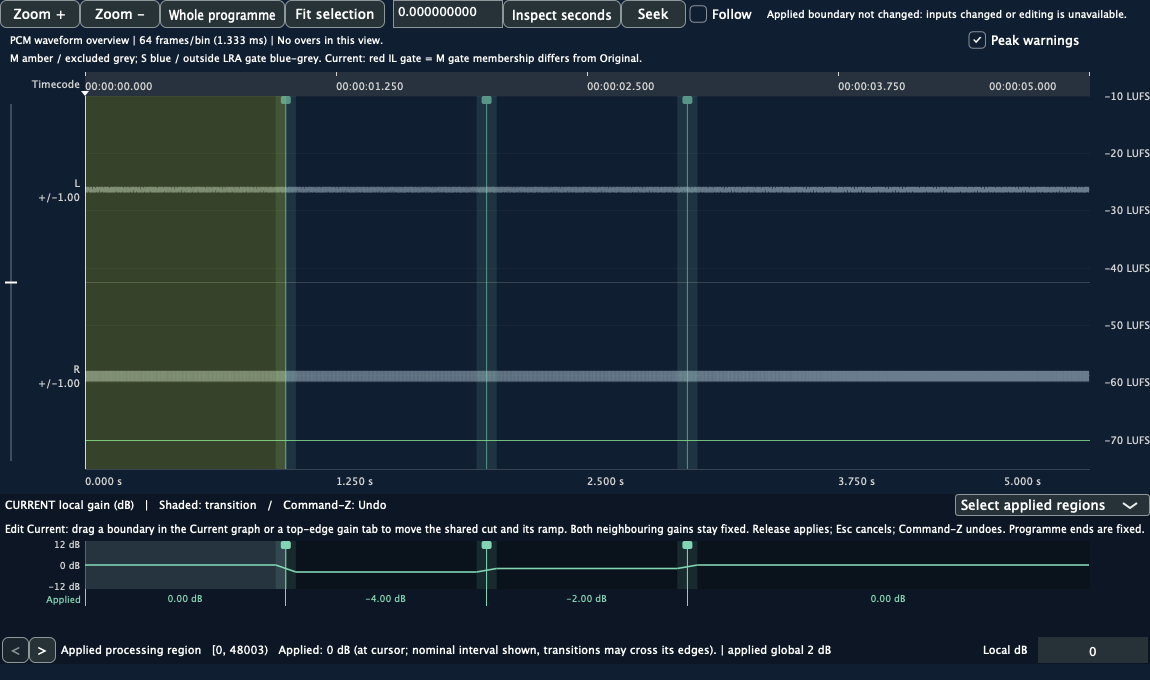 Zoom + Zoom − Whole programme Fit selection 0.000000000 Inspect seconds Seek Follow Applied boundary not changed: inputs changed or editing is unavailable.
PCM waveform overview | 64 frames/bin (1.333 ms) | No overs in this view.
Peak warnings
M amber / excluded grey; S blue / outside LRA gate blue-grey. Current: red IL gate = M gate membership differs from Original.
Timecode 00:00:00.000 00:00:01.250 00:00:02.500 00:00:03.750 00:00:05.000
−10 LUFS
−20 LUFS
L
+/−1.00
−30 LUFS
−40 LUFS
−50 LUFS
R
+/−1.00
−60 LUFS
−70 LUFS
0.000 s 1.250 s 2.500 s 3.750 s 5.000 s
CURRENT local gain (dB) | Shaded: transition / Command-Z: Undo
Select applied regions
Edit Current: drag a boundary in the Current graph or a top-edge gain tab to move the shared cut and its ramp. Both neighbouring gains stay fixed. Release applies; Esc cancels; Command-Z undoes. Programme ends are fixed.
12 dB
0 dB
−12 dB
Applied 0.00 dB −4.00 dB −2.00 dB 0.00 dB
< > Applied processing region [0, 48003) Applied: 0 dB (at cursor; nominal interval shown, transitions may cross its edges). | applied global 2 dB Local dB 0